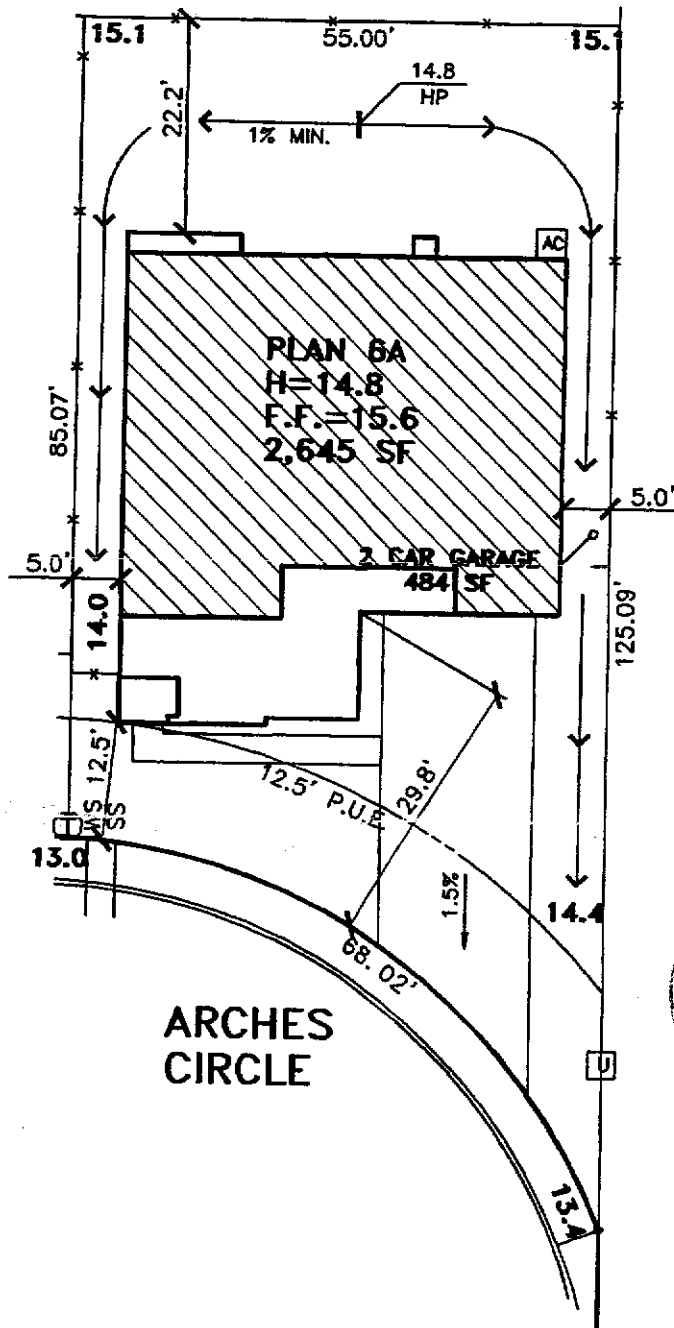 15.1
55.00'
15.1
22.2'
14.8
HP
1% MIN.
AC
PLAN 6A
H=14.8
F.F.=15.6
2,645 SF
85.07'
5.0'
5.0'
2 CAR GARAGE
484 SF
14.0
125.09'
12.5'
12.5' P.U.E
29.8'
WS
SS
T
13.0
1.5%
14.4
68.02'
ARCHES
CIRCLE
U
13.4